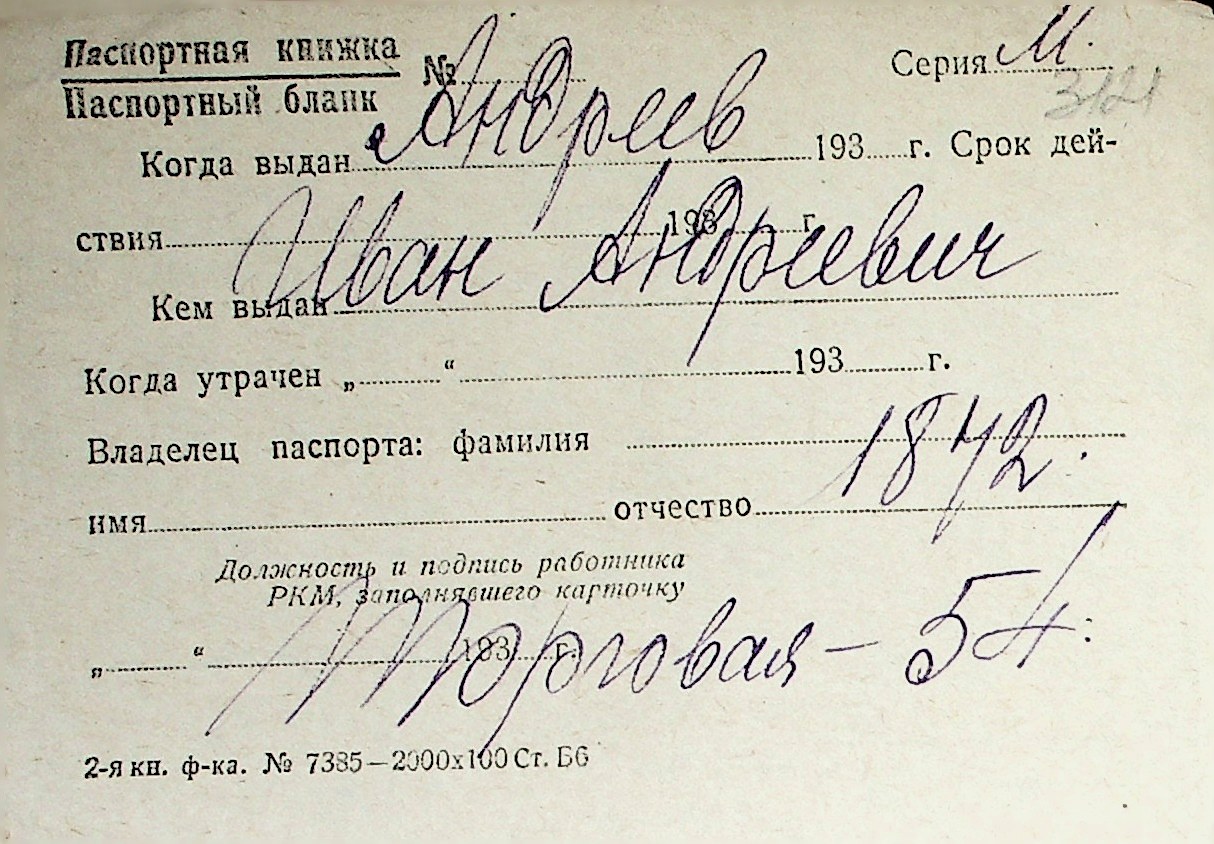 Паспортная книжка
Паспортный бланк № Серия М.
Андреев 3121
Когда выдан 193 г. Срок дей-
ствия 193 г.
Иван Андреевич
Кем выдан
Когда утрачен „ “ 193 г.
Владелец паспорта: фамилия
1872.
имя отчество
Должность и подпись работника
РКМ, заполнявшего карточку
„ “ 193 г.
Торговая – 54.
2-я кн. ф-ка. № 7385—2000х100 Ст. Б6